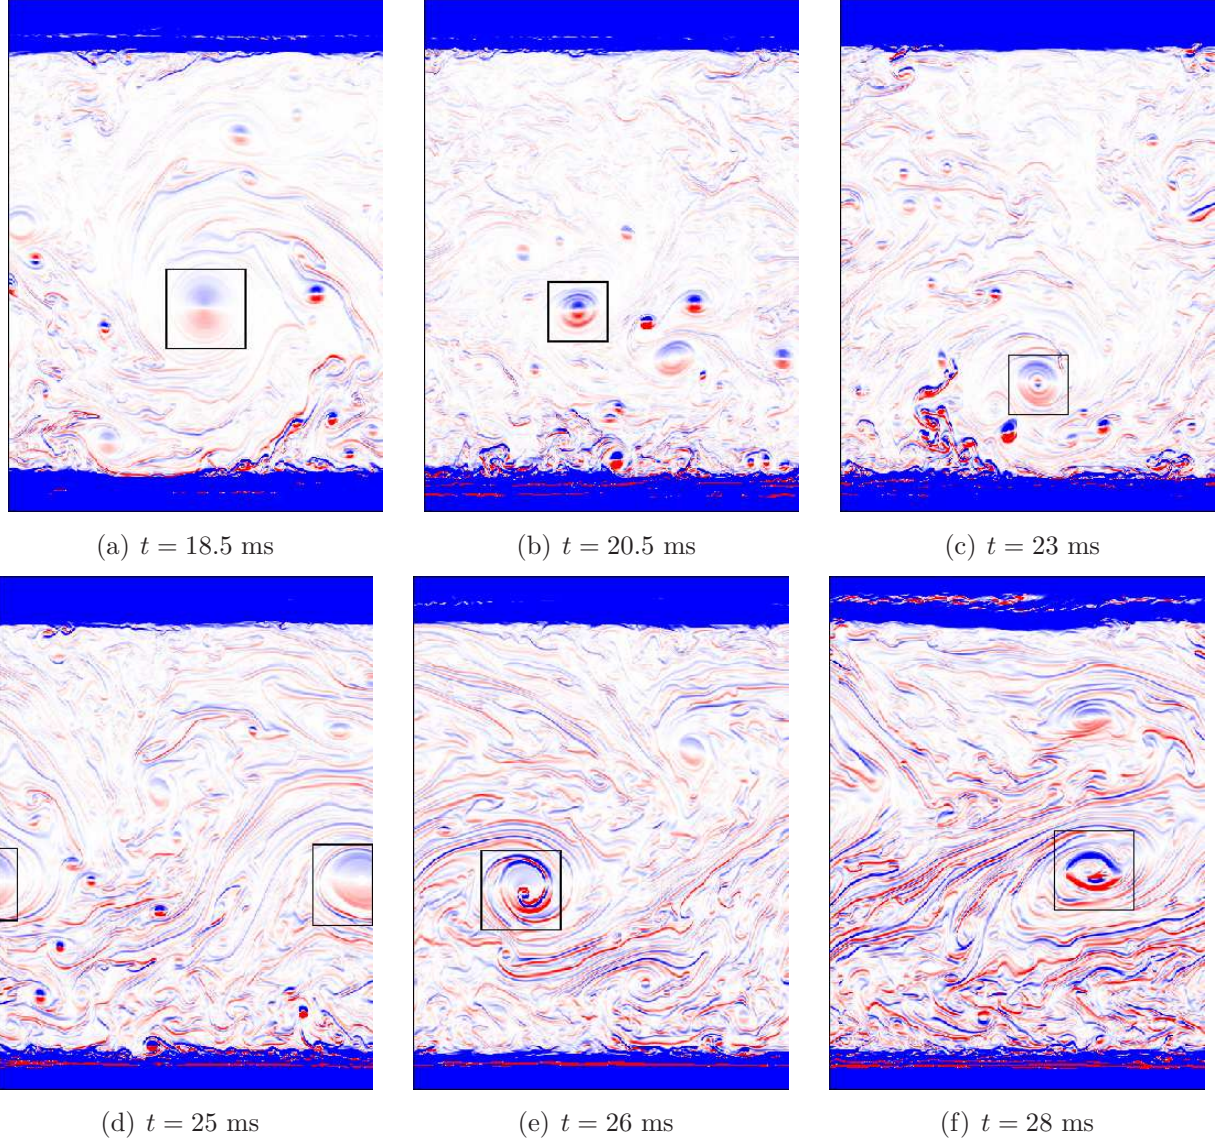 (a) t = 18.5 ms
(b) t = 20.5 ms
(c) t = 23 ms
(d) t = 25 ms
(e) t = 26 ms
(f) t = 28 ms